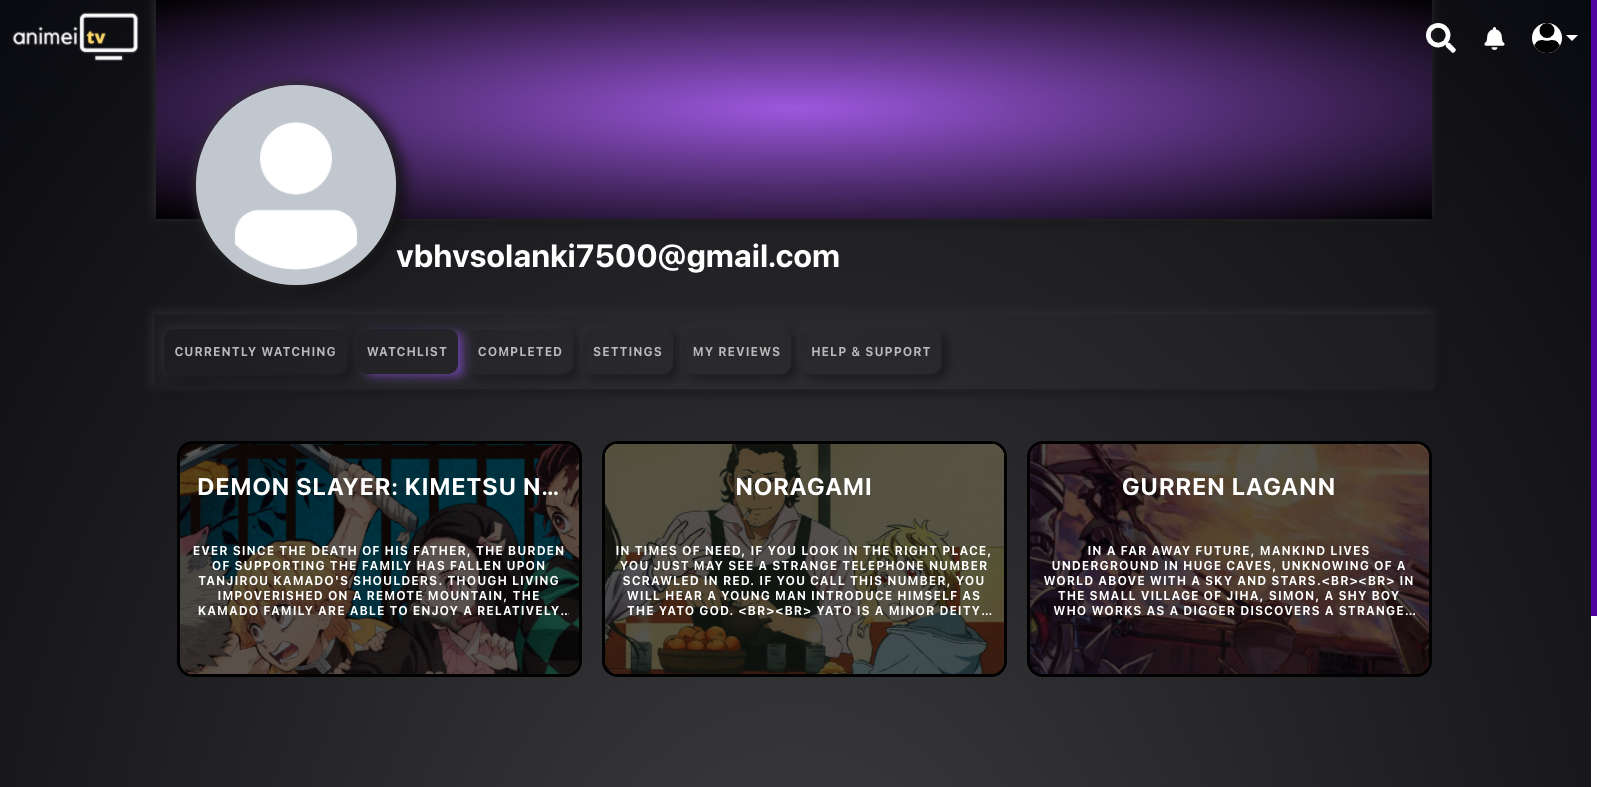 animei tv
vbhvsolanki7500@gmail.com
CURRENTLY WATCHING WATCHLIST COMPLETED SETTINGS MY REVIEWS HELP & SUPPORT
DEMON SLAYER: KIMETSU N...
EVER SINCE THE DEATH OF HIS FATHER, THE BURDEN
OF SUPPORTING THE FAMILY HAS FALLEN UPON
TANJIROU KAMADO'S SHOULDERS. THOUGH LIVING
IMPOVERISHED ON A REMOTE MOUNTAIN, THE
KAMADO FAMILY ARE ABLE TO ENJOY A RELATIVELY..
NORAGAMI
IN TIMES OF NEED, IF YOU LOOK IN THE RIGHT PLACE,
YOU JUST MAY SEE A STRANGE TELEPHONE NUMBER
SCRAWLED IN RED. IF YOU CALL THIS NUMBER, YOU
WILL HEAR A YOUNG MAN INTRODUCE HIMSELF AS
THE YATO GOD. <BR><BR> YATO IS A MINOR DEITY...
GURREN LAGANN
IN A FAR AWAY FUTURE, MANKIND LIVES
UNDERGROUND IN HUGE CAVES, UNKNOWING OF A
WORLD ABOVE WITH A SKY AND STARS.<BR><BR> IN
THE SMALL VILLAGE OF JIHA, SIMON, A SHY BOY
WHO WORKS AS A DIGGER DISCOVERS A STRANGE...